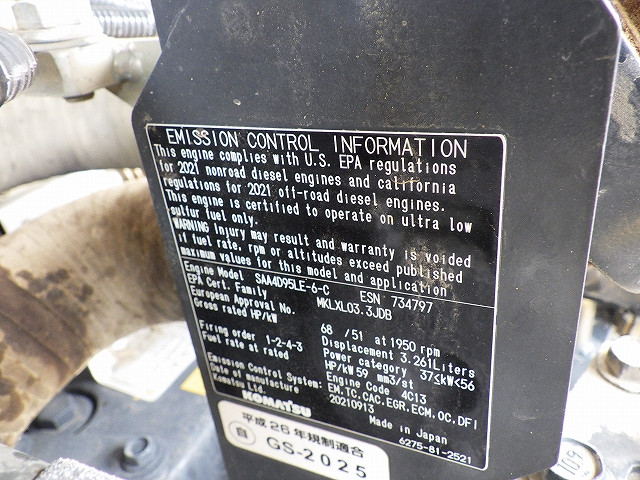 EMISSION CONTROL INFORMATION
This engine complies with U.S. EPA regulations
for 2021 nonroad diesel engines and california
regulations for 2021 off-road diesel engines.
This engine is certified to operate on ultra low
sulfur fuel only.
WARNING Injury may result and warranty is voided
if fuel rate, rpm or altitudes exceed published
maximum values for this model and application
Engine Model SAA4D95LE-6-C ESN 734797
EPA Cert. Family MKLXL03.3JDB
European Approval No.
Gross rated HP/kW 68 /51 at 1950 rpm
Displacement 3.261Liters
Firing order 1-2-4-3 Power category 37≤kW<56
Fuel rate at rated HP/kW 59 mm3/st
Engine Code 4C13
Emission Control System: EM,TC,CAC,EGR,ECM,OC,DFI
Date of manufacture 20210913
Komatsu Ltd. Made in Japan
KOMATSU 6275-81-2521
平成26年規制適合
自 GS-2025
109